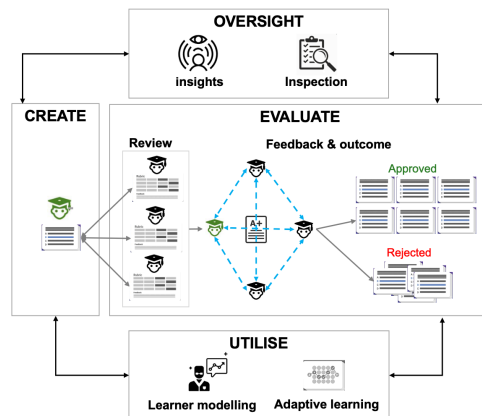 OVERSIGHT
insights
Inspection
CREATE
EVALUATE
Review
Feedback & outcome
Approved
A+
Rejected
UTILISE
Learner modelling
Adaptive learning